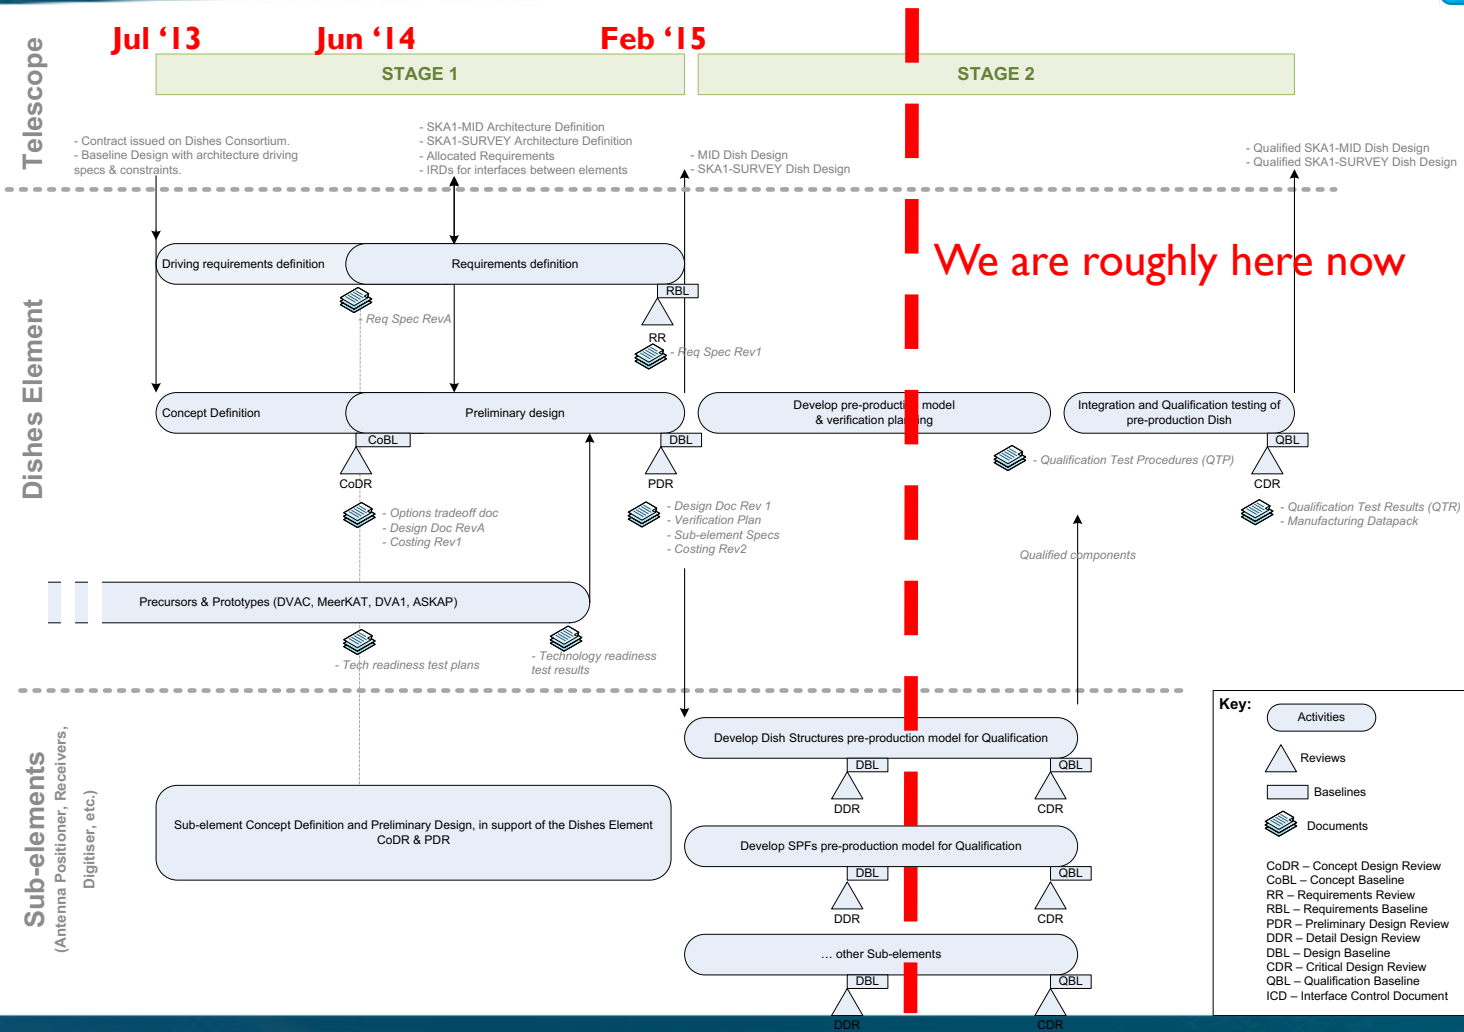 Jul ‘13
Jun ‘14
Feb ‘15
Telescope
STAGE 1
STAGE 2
- Contract issued on Dishes Consortium.
- Baseline Design with architecture driving
specs & constraints.
- SKA1-MID Architecture Definition
- SKA1-SURVEY Architecture Definition
- Allocated Requirements
- IRDs for interfaces between elements
- MID Dish Design
- SKA1-SURVEY Dish Design
- Qualified SKA1-MID Dish Design
- Qualified SKA1-SURVEY Dish Design
We are roughly here now
Dishes Element
Driving requirements definition
Requirements definition
RBL
- Req Spec RevA
RR
- Req Spec Rev1
Concept Definition
Preliminary design
Develop pre-production model
& verification planning
Integration and Qualification testing of
pre-production Dish
CoBL
DBL
QBL
CoDR
PDR
CDR
- Qualification Test Procedures (QTP)
- Options tradeoff doc
- Design Doc RevA
- Costing Rev1
- Design Doc Rev 1
- Verification Plan
- Sub-element Specs
- Costing Rev2
- Qualification Test Results (QTR)
- Manufacturing Datapack
Qualified components
Precursors & Prototypes (DVAC, MeerKAT, DVA1, ASKAP)
- Tech readiness test plans
- Technology readiness
test results
Sub-elements
(Antenna Positioner, Receivers,
Digitiser, etc.)
Sub-element Concept Definition and Preliminary Design, in support of the Dishes Element
CoDR & PDR
Develop Dish Structures pre-production model for Qualification
DBL
QBL
DDR
CDR
Develop SPFs pre-production model for Qualification
DBL
QBL
DDR
CDR
... other Sub-elements
DBL
QBL
DDR
CDR
Key:
Activities
Reviews
Baselines
Documents
CoDR – Concept Design Review
CoBL – Concept Baseline
RR – Requirements Review
RBL – Requirements Baseline
PDR – Preliminary Design Review
DDR – Detail Design Review
DBL – Design Baseline
CDR – Critical Design Review
QBL – Qualification Baseline
ICD – Interface Control Document